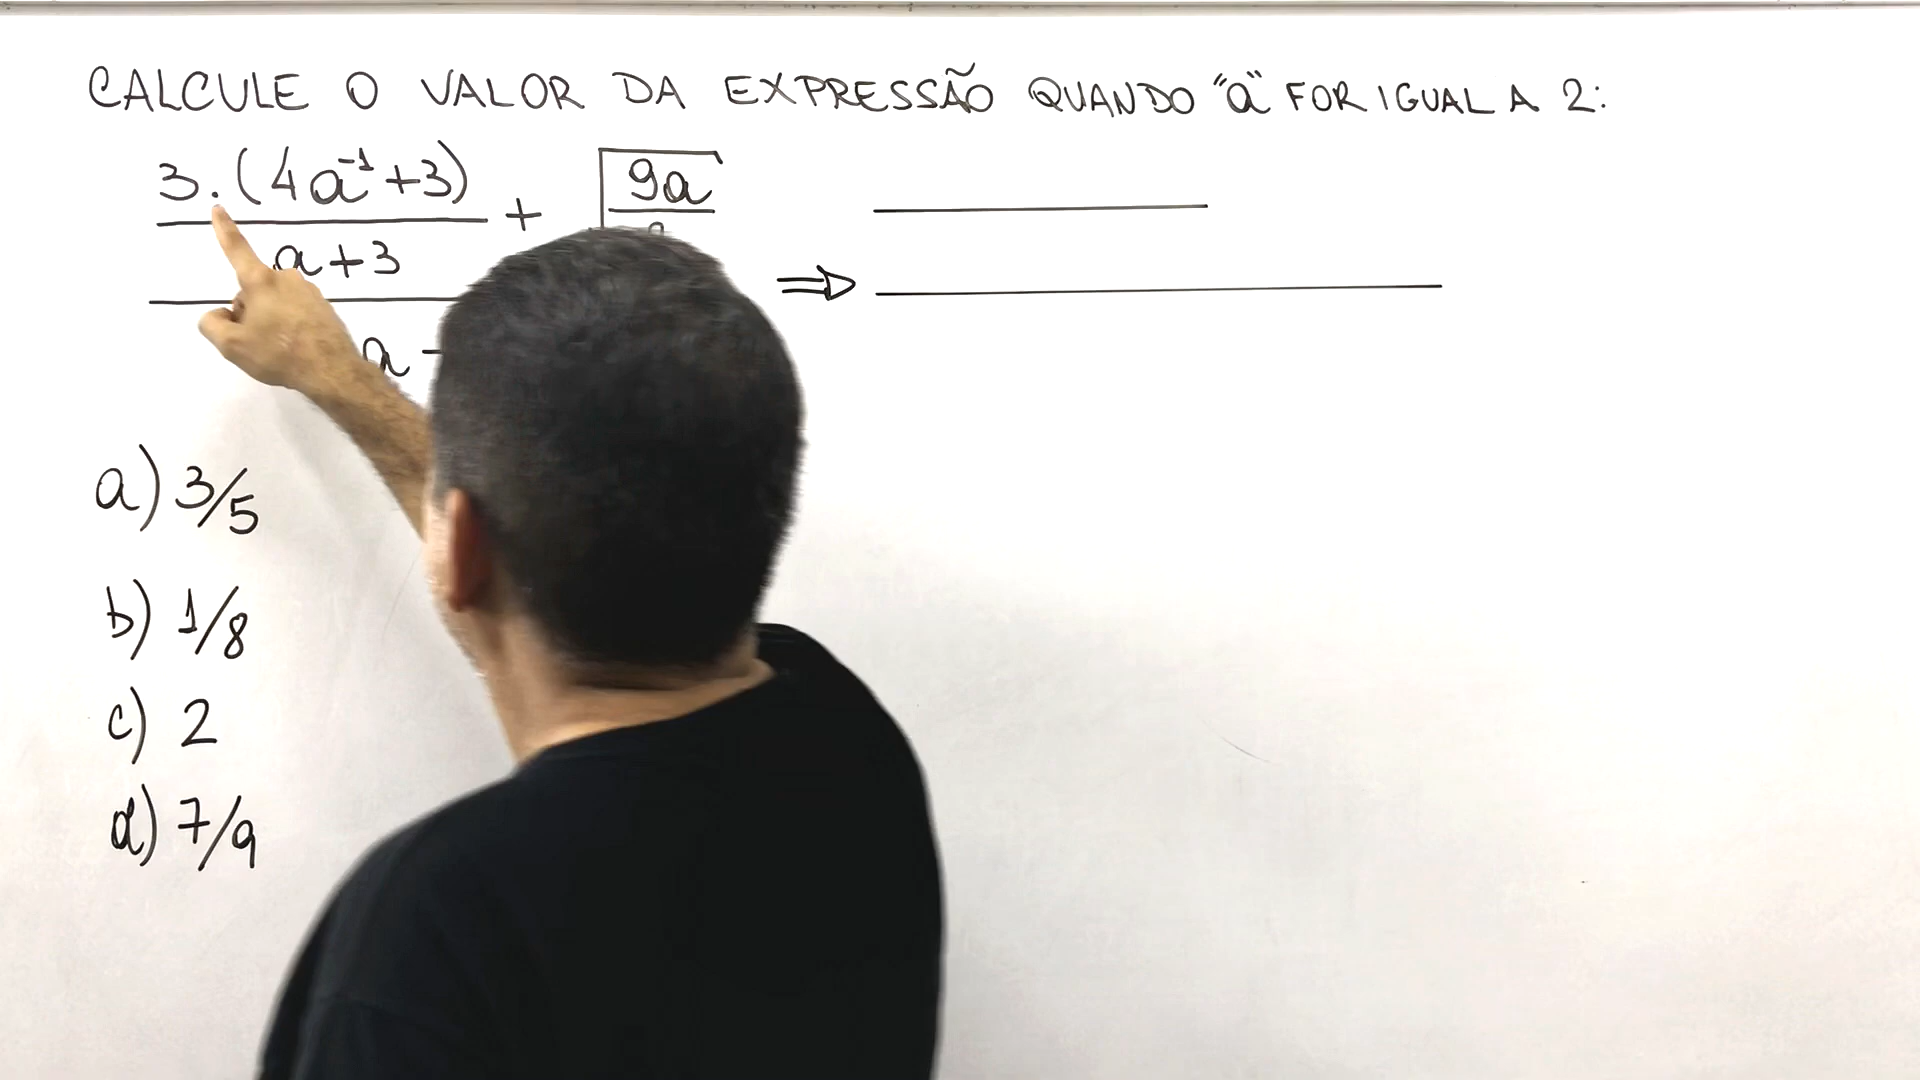 CALCULE O VALOR DA EXPRESSÃO QUANDO "a" FOR IGUAL A 2:
3.(4a⁻¹+3) + √9a
a+3
⇒
a -
a) 3/5
b) 1/8
c) 2
d) 7/9